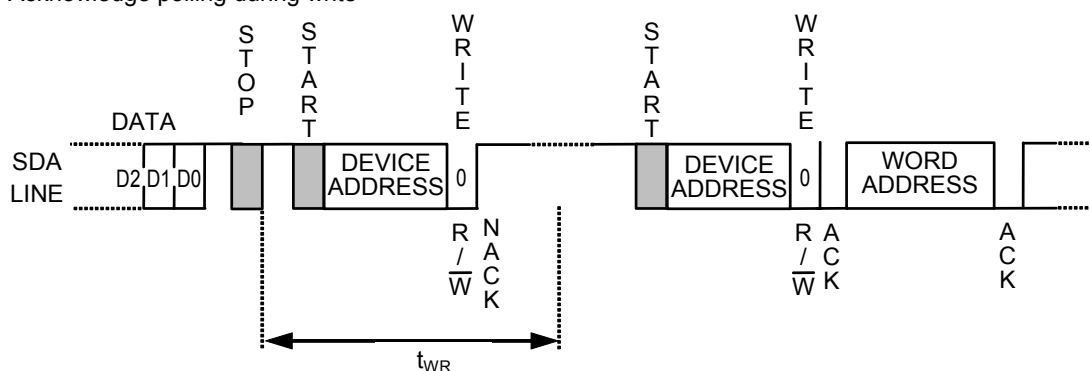 Acknowledge polling during write
STOP
START
WRITE
START
WRITE
DATA
SDA
LINE
D2 D1 D0
DEVICE
ADDRESS
0
DEVICE
ADDRESS
0
WORD
ADDRESS
R/W
NACK
R/W
ACK
ACK
tWR